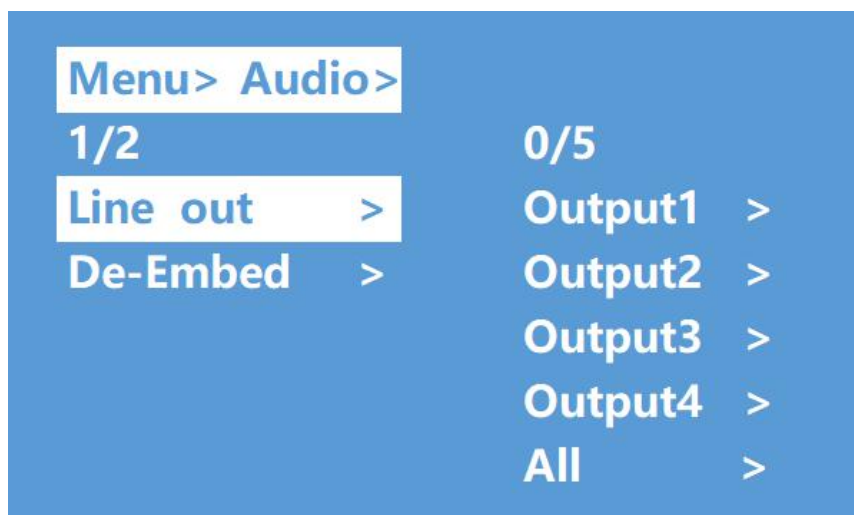 Menu> Audio>
1/2
Line out >
De-Embed >
0/5
Output1 >
Output2 >
Output3 >
Output4 >
All >